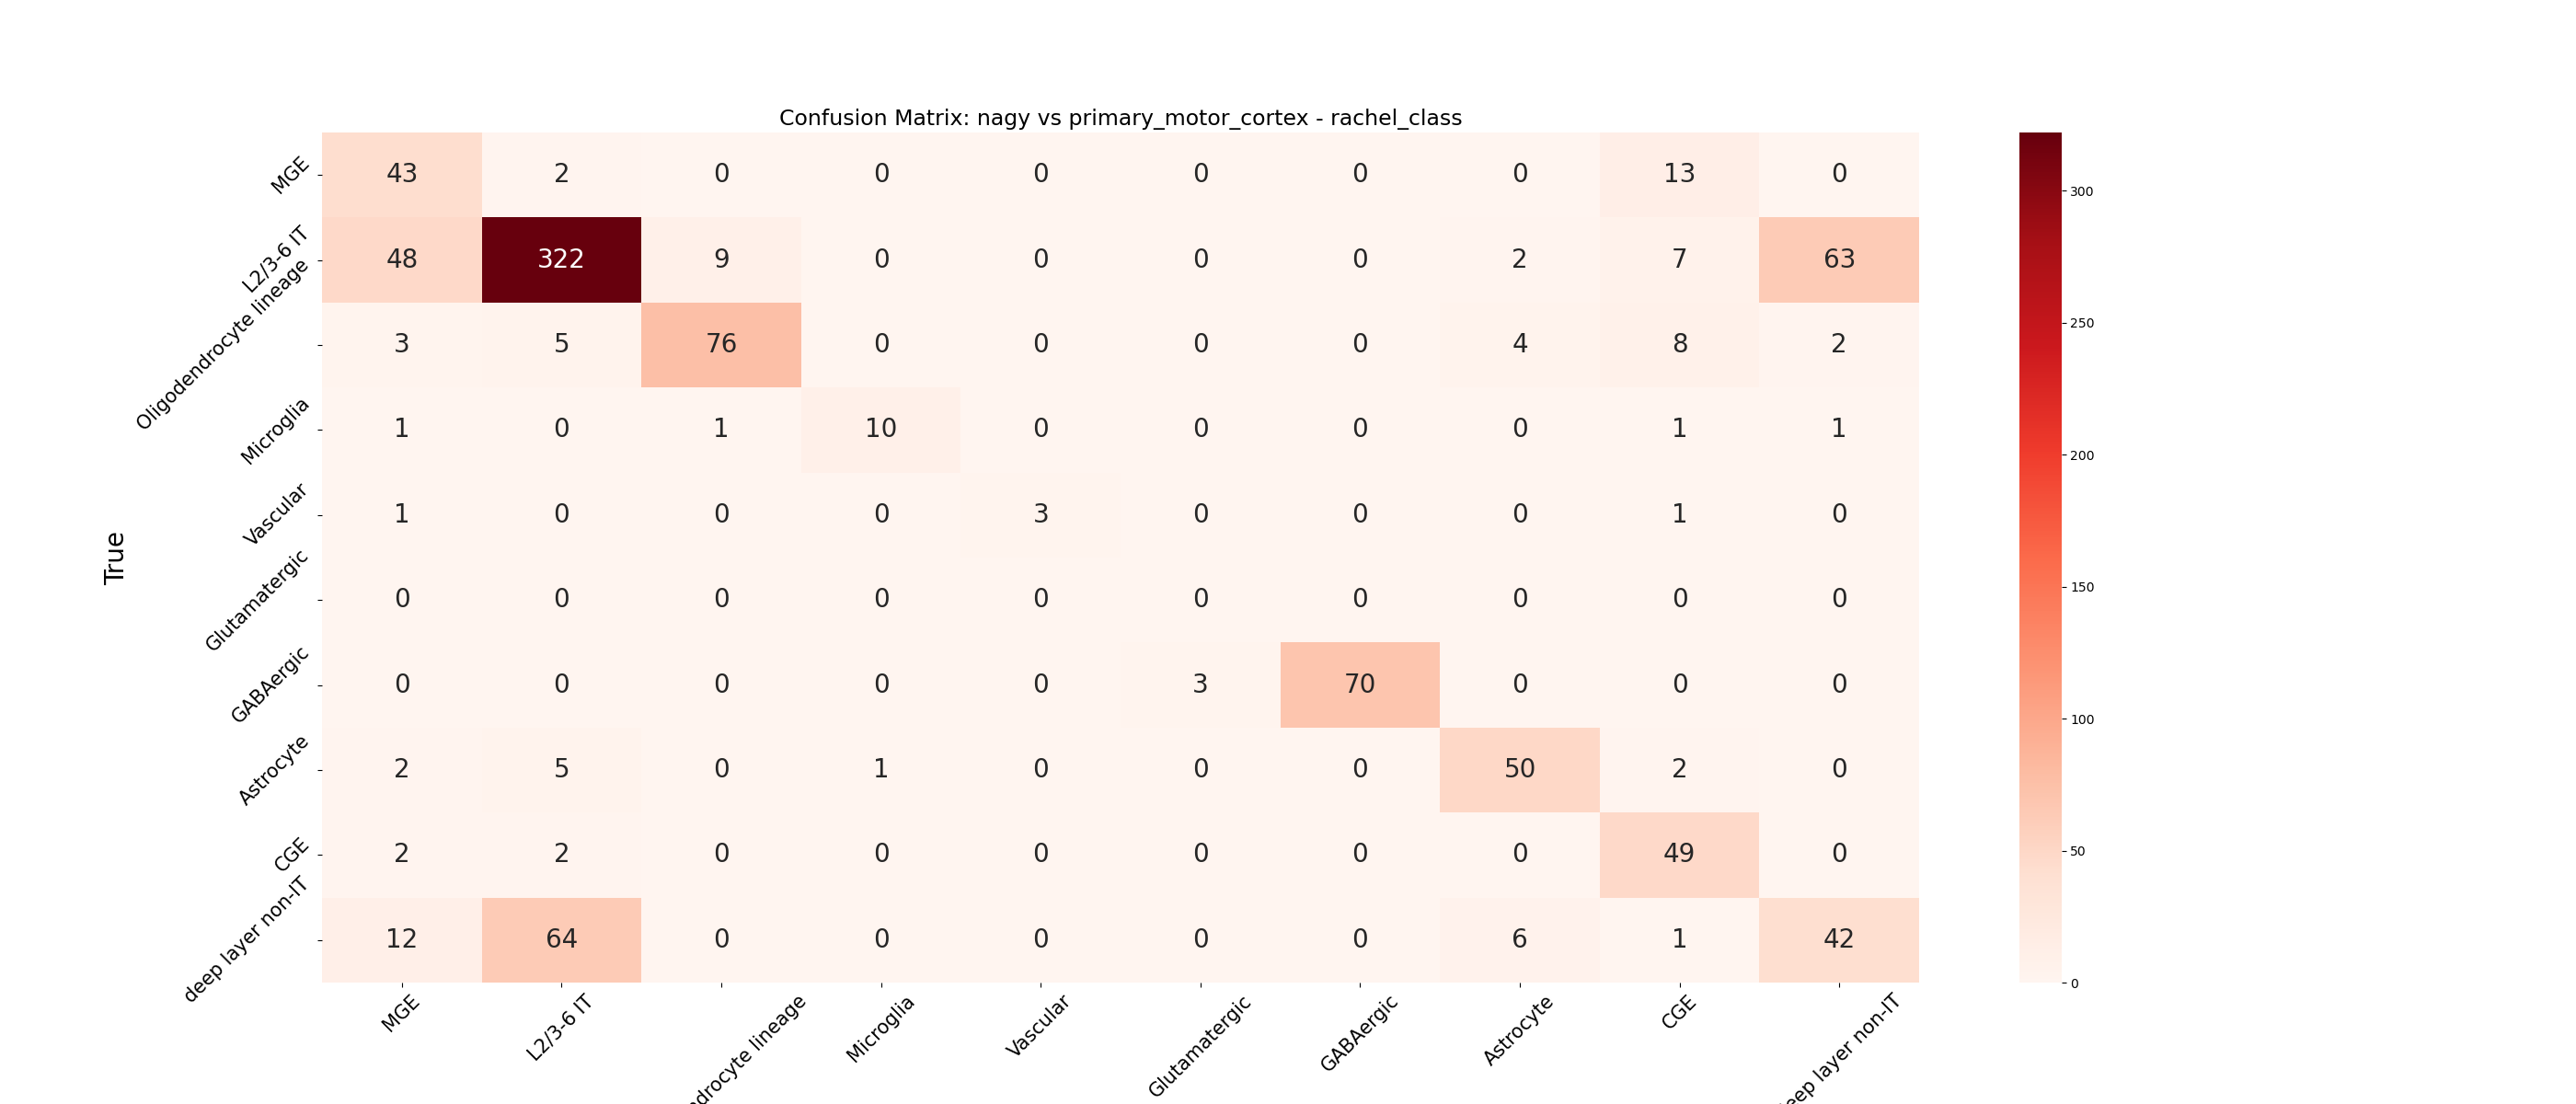 Confusion Matrix: nagy vs primary_motor_cortex - rachel_class
True
MGE 43 2 0 0 0 0 0 0 13 0
L2/3-6 IT 48 322 9 0 0 0 0 2 7 63
Oligodendrocyte lineage 3 5 76 0 0 0 0 4 8 2
Microglia 1 0 1 10 0 0 0 0 1 1
Vascular 1 0 0 0 3 0 0 0 1 0
Glutamatergic 0 0 0 0 0 0 0 0 0 0
GABAergic 0 0 0 0 0 3 70 0 0 0
Astrocyte 2 5 0 1 0 0 0 50 2 0
CGE 2 2 0 0 0 0 0 0 49 0
deep layer non-IT 12 64 0 0 0 0 0 6 1 42
MGE L2/3-6 IT drocyte lineage Microglia Vascular Glutamatergic GABAergic Astrocyte CGE eep layer non-IT
300
250
200
150
100
50
0